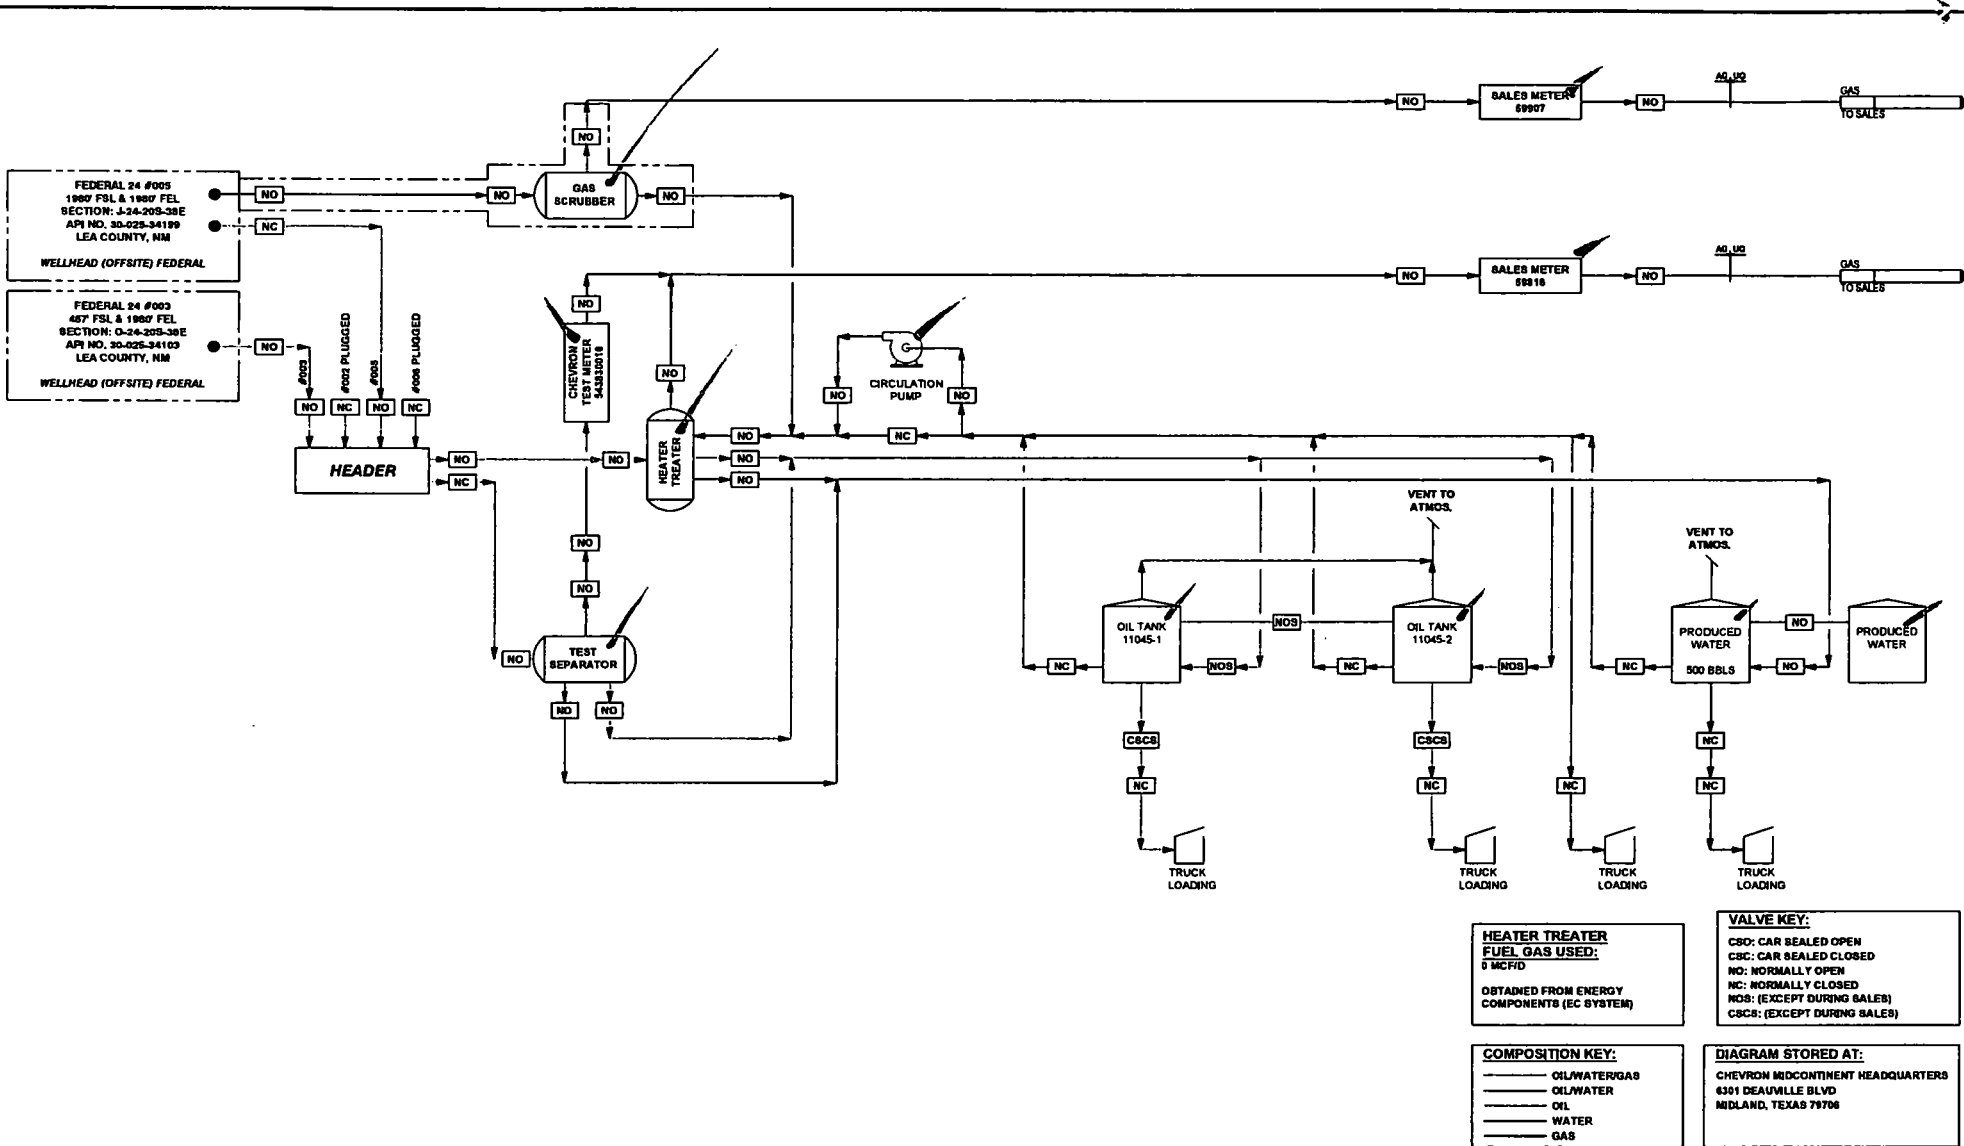 AQ, UQ
NO
SALES METER
59907
NO
GAS
TO SALES
NO
FEDERAL 24 #005
1980' FSL & 1980' FEL
SECTION: J-24-20S-38E
API NO. 30-025-34199
LEA COUNTY, NM
WELLHEAD (OFFSITE) FEDERAL
NO
NC
NO
GAS
SCRUBBER
NO
AQ, UQ
NO
SALES METER
59818
NO
GAS
TO SALES
FEDERAL 24 #003
467' FSL & 1980' FEL
SECTION: O-24-20S-38E
API NO. 30-025-34103
LEA COUNTY, NM
WELLHEAD (OFFSITE) FEDERAL
NO
#003
#002 PLUGGED
#005
#006 PLUGGED
NO
NC
NO
NC
HEADER
NO
NC
NO
CHEVRON
TEST METER
NO
NO
HEATER
TREATER
NO
CIRCULATION
PUMP
NO
NO
NC
NO
NO
NO
NO
NO
NO
TEST
SEPARATOR
NO
NO
VENT TO
ATMOS.
VENT TO
ATMOS.
OIL TANK
11045-1
NOS
OIL TANK
11045-2
PRODUCED
WATER
500 BBLS
NO
PRODUCED
WATER
NC
NOS
NC
NOS
NC
NO
CSCS
CSCS
NC
NC
NC
NC
NC
TRUCK
LOADING
TRUCK
LOADING
TRUCK
LOADING
TRUCK
LOADING
HEATER TREATER
FUEL GAS USED:
0 MCF/D
OBTAINED FROM ENERGY
COMPONENTS (EC SYSTEM)
VALVE KEY:
CSO: CAR SEALED OPEN
CSC: CAR SEALED CLOSED
NO: NORMALLY OPEN
NC: NORMALLY CLOSED
NOS: (EXCEPT DURING SALES)
CSCS: (EXCEPT DURING SALES)
COMPOSITION KEY:
OIL/WATER/GAS
OIL/WATER
OIL
WATER
GAS
DIAGRAM STORED AT:
CHEVRON MIDCONTINENT HEADQUARTERS
6301 DEAUVILLE BLVD
MIDLAND, TEXAS 79706